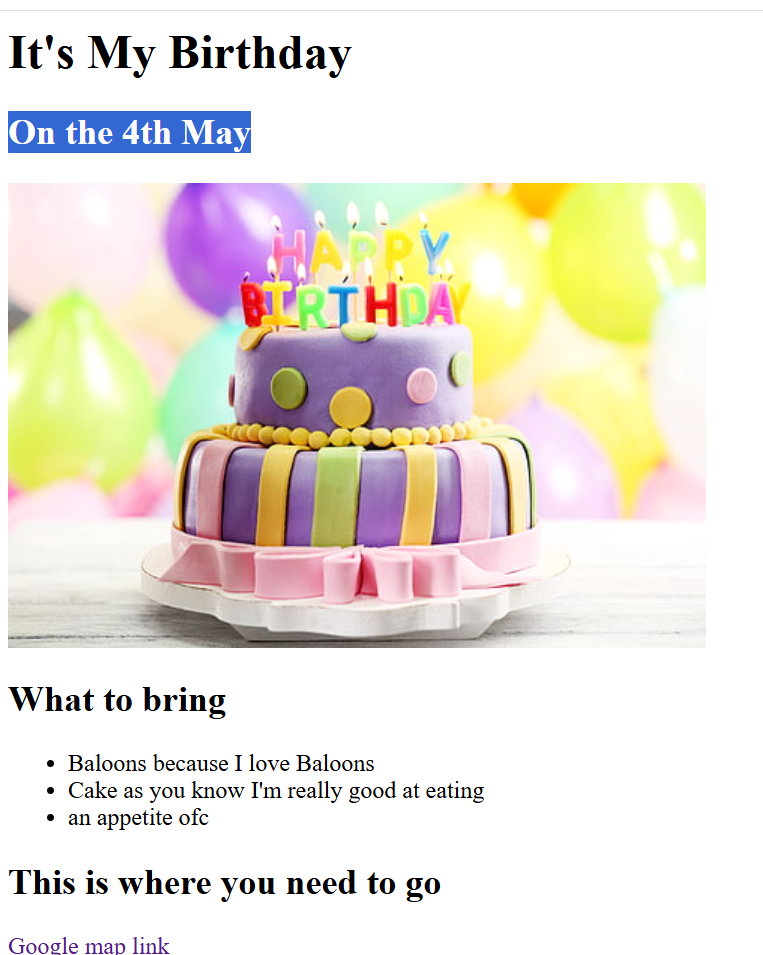 It's My Birthday
On the 4th May
HAPPY
BIRTHDAY
What to bring
Baloons because I love Baloons
Cake as you know I'm really good at eating
an appetite ofc
This is where you need to go
Google map link